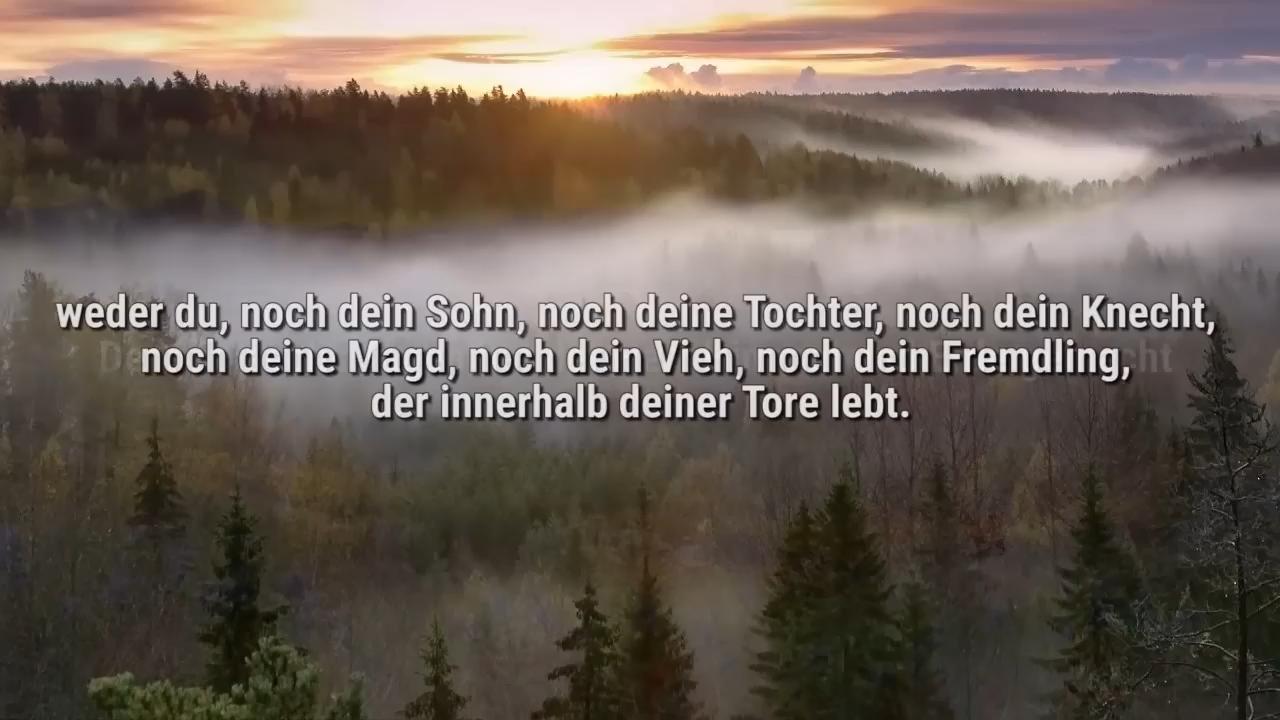 weder du, noch dein Sohn, noch deine Tochter, noch dein Knecht,
noch deine Magd, noch dein Vieh, noch dein Fremdling,
der innerhalb deiner Tore lebt.